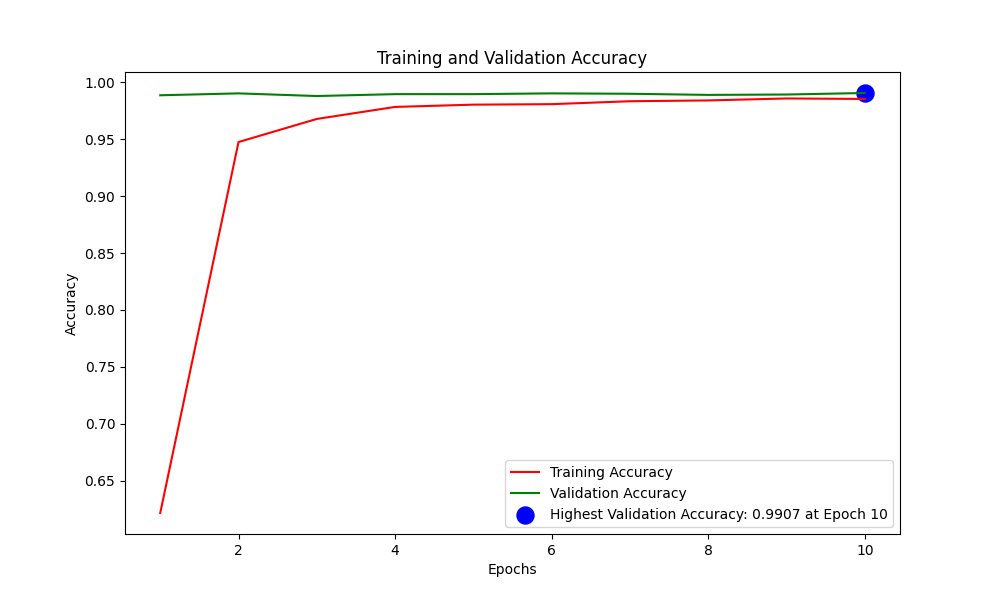 Training and Validation Accuracy
1.00
0.95
0.90
0.85
0.80
0.75
0.70
0.65
Accuracy
Training Accuracy
Validation Accuracy
Highest Validation Accuracy: 0.9907 at Epoch 10
2 4 6 8 10
Epochs